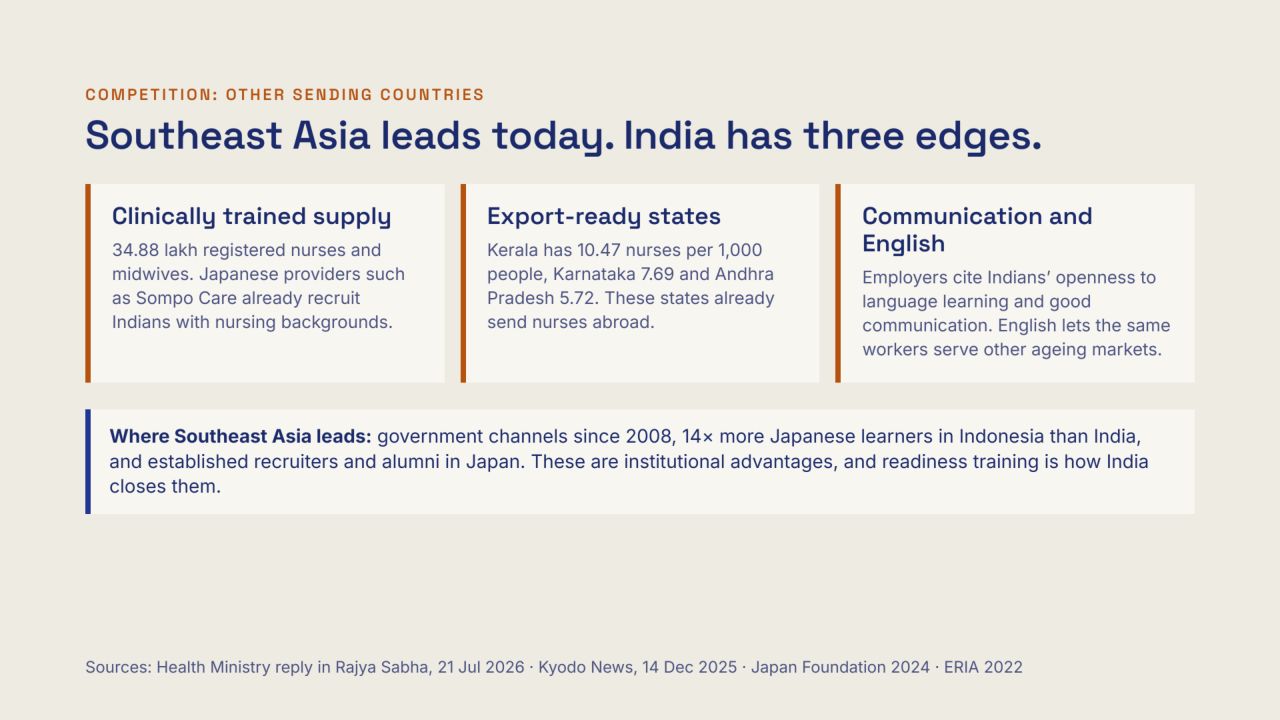 COMPETITION: OTHER SENDING COUNTRIES
Southeast Asia leads today. India has three edges.
Clinically trained supply
34.88 lakh registered nurses and
midwives. Japanese providers such
as Sompo Care already recruit
Indians with nursing backgrounds.
Export-ready states
Kerala has 10.47 nurses per 1,000
people, Karnataka 7.69 and Andhra
Pradesh 5.72. These states already
send nurses abroad.
Communication and
English
Employers cite Indians’ openness to
language learning and good
communication. English lets the same
workers serve other ageing markets.
Where Southeast Asia leads: government channels since 2008, 14× more Japanese learners in Indonesia than India,
and established recruiters and alumni in Japan. These are institutional advantages, and readiness training is how India
closes them.
Sources: Health Ministry reply in Rajya Sabha, 21 Jul 2026 · Kyodo News, 14 Dec 2025 · Japan Foundation 2024 · ERIA 2022